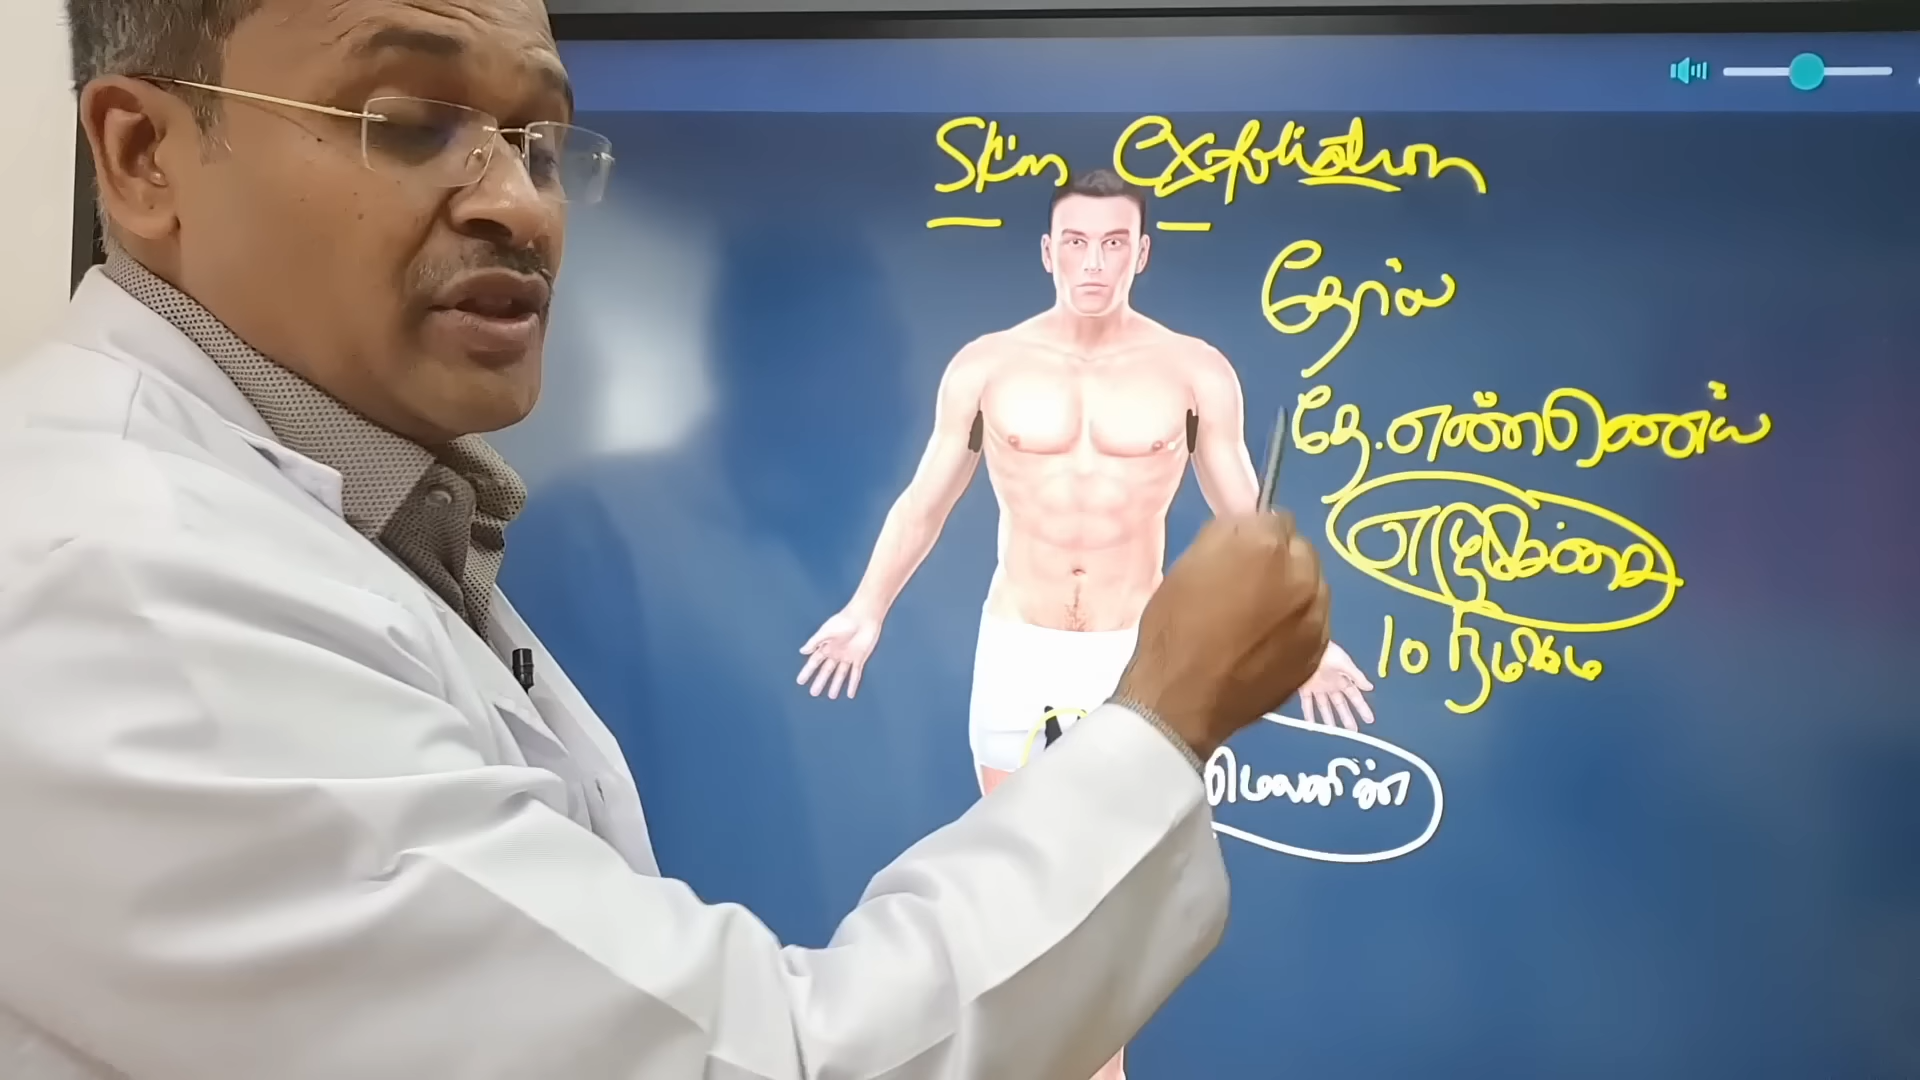 Skin Exfoliation
தோல்
தே.எண்ணெய்
எலுமிச்சை
10 நிமிடம்
மெலனின்